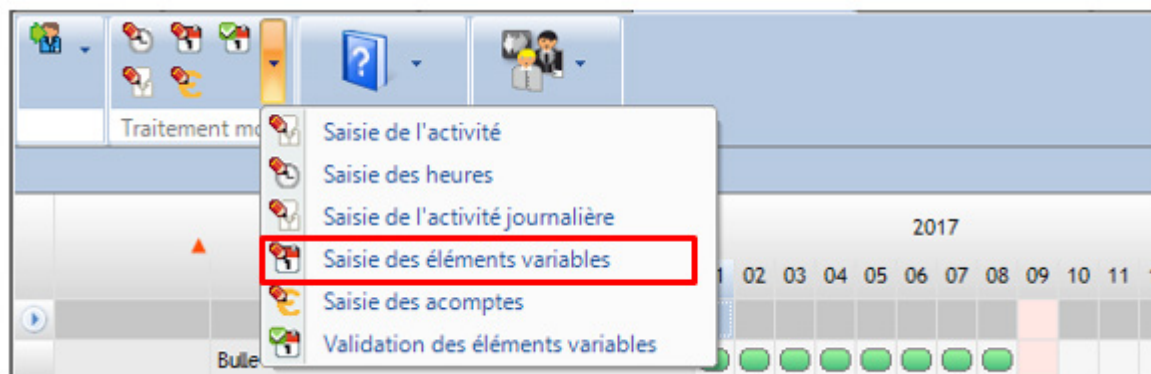 Traitement mo
Saisie de l'activité
Saisie des heures
Saisie de l'activité journalière
2017
Saisie des éléments variables
1 02 03 04 05 06 07 08 09 10 11
Saisie des acomptes
Validation des éléments variables
Bulle